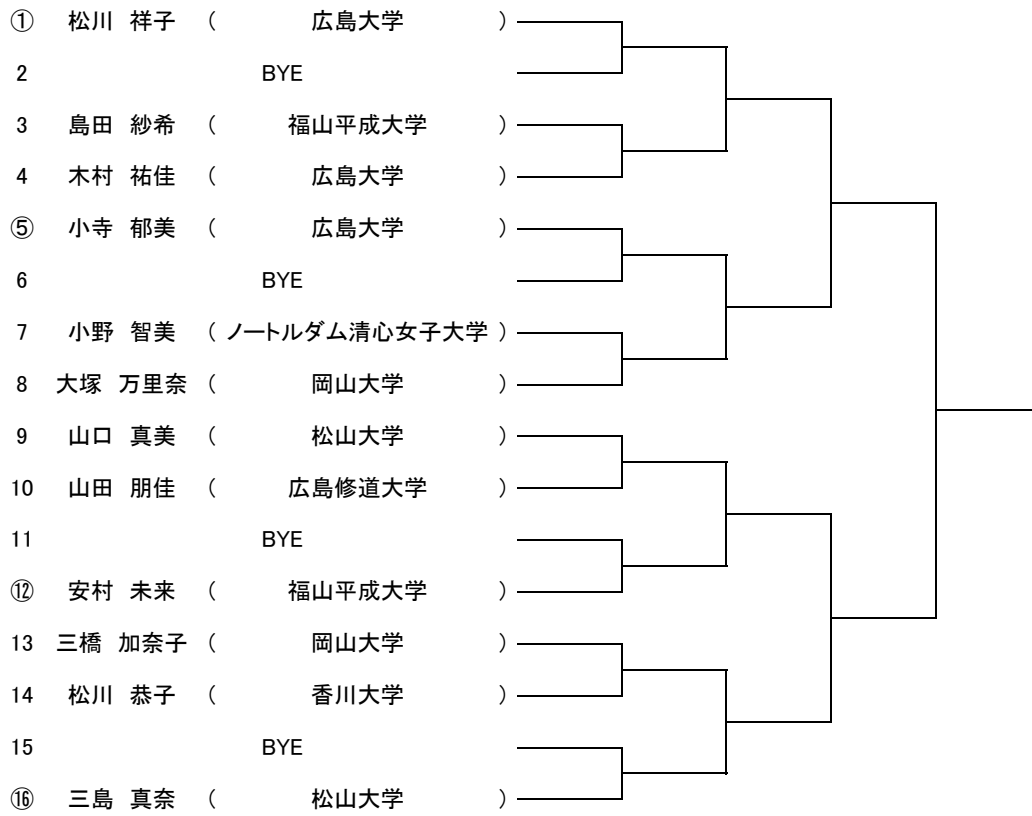 ① 松川 祥子 ( 広島大学 )
2 BYE
3 島田 紗希 ( 福山平成大学 )
4 木村 祐佳 ( 広島大学 )
⑤ 小寺 郁美 ( 広島大学 )
6 BYE
7 小野 智美 ( ノートルダム清心女子大学 )
8 大塚 万里奈 ( 岡山大学 )
9 山口 真美 ( 松山大学 )
10 山田 朋佳 ( 広島修道大学 )
11 BYE
⑫ 安村 未来 ( 福山平成大学 )
13 三橋 加奈子 ( 岡山大学 )
14 松川 恭子 ( 香川大学 )
15 BYE
⑯ 三島 真奈 ( 松山大学 )